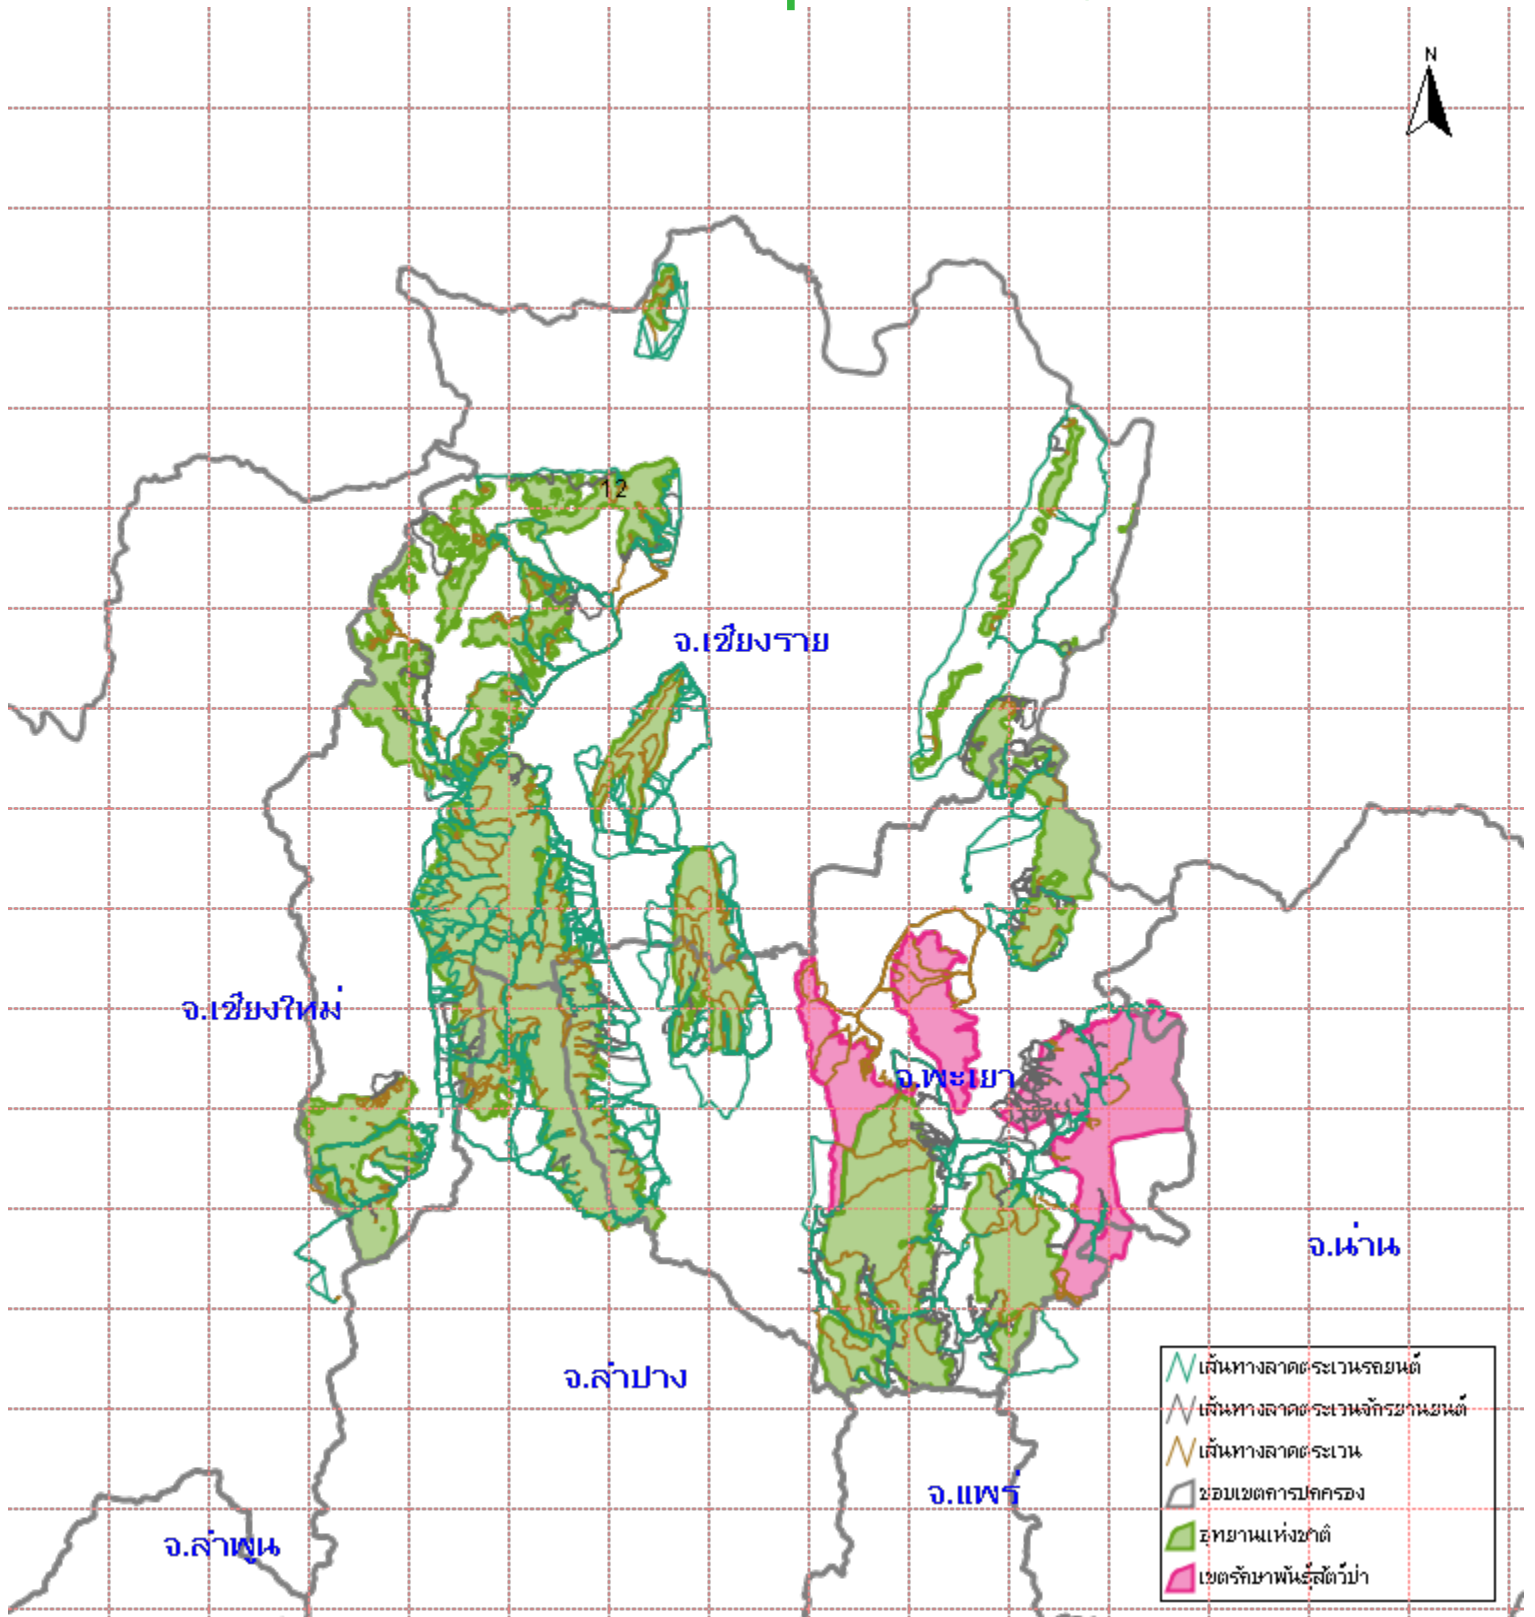 N
12
จ.เชียงราย
จ.เชียงใหม่
จ.พะเยา
จ.น่าน
จ.ลำปาง
จ.แพร่
จ.ลำพูน
เส้นทางลาดตระเวนรถยนต์
เส้นทางลาดตระเวนจักรยานยนต์
เส้นทางลาดตระเวน
ขอบเขตการปกครอง
อุทยานแห่งชาติ
เขตรักษาพันธุ์สัตว์ป่า